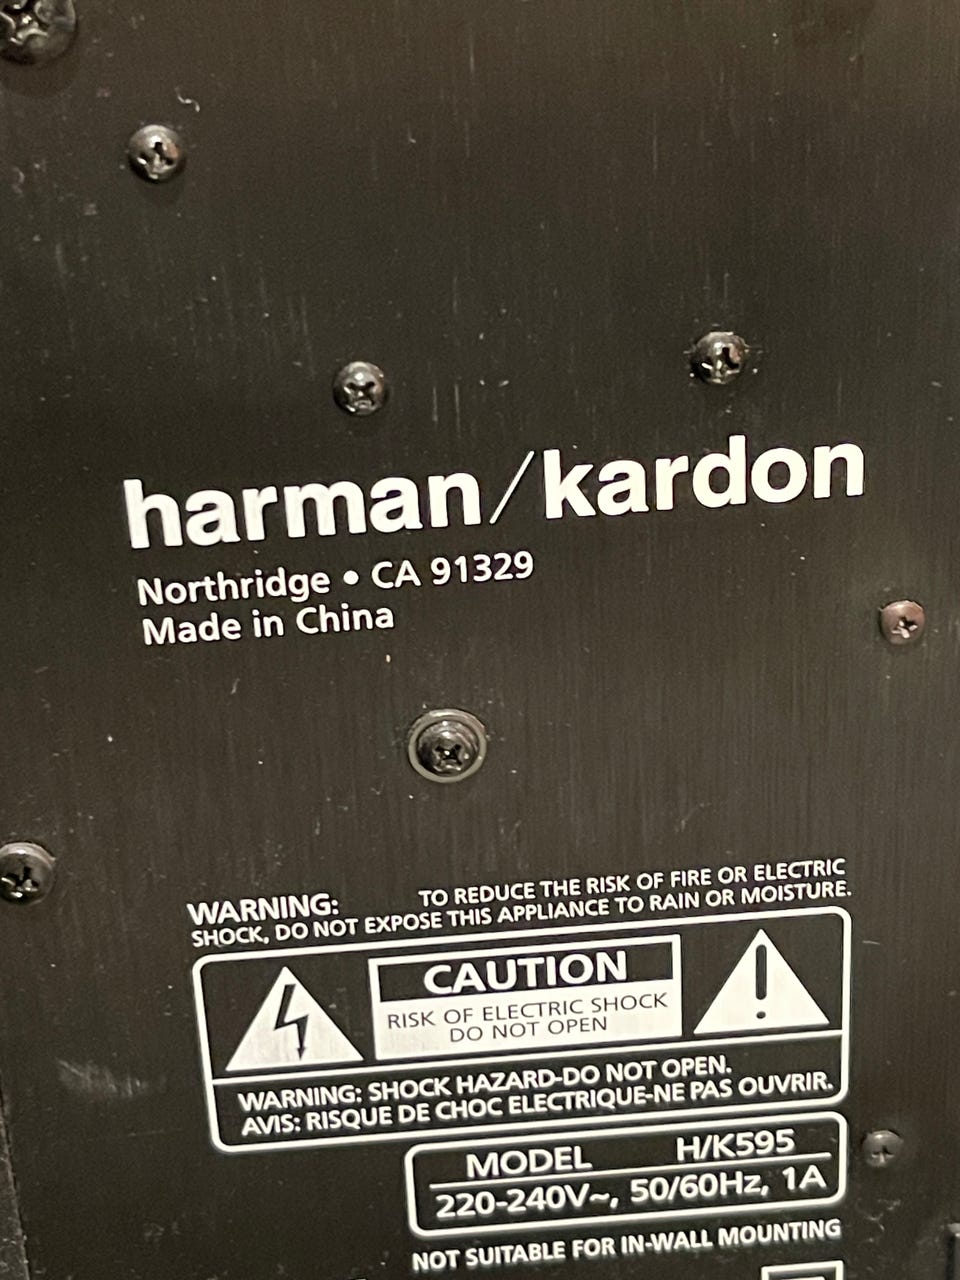 harman/kardon
Northridge • CA 91329
Made in China
WARNING: TO REDUCE THE RISK OF FIRE OR ELECTRIC
SHOCK, DO NOT EXPOSE THIS APPLIANCE TO RAIN OR MOISTURE.
CAUTION
RISK OF ELECTRIC SHOCK
DO NOT OPEN
WARNING: SHOCK HAZARD-DO NOT OPEN.
AVIS: RISQUE DE CHOC ELECTRIQUE-NE PAS OUVRIR.
MODEL H/K595
220-240V~, 50/60Hz, 1A
NOT SUITABLE FOR IN-WALL MOUNTING